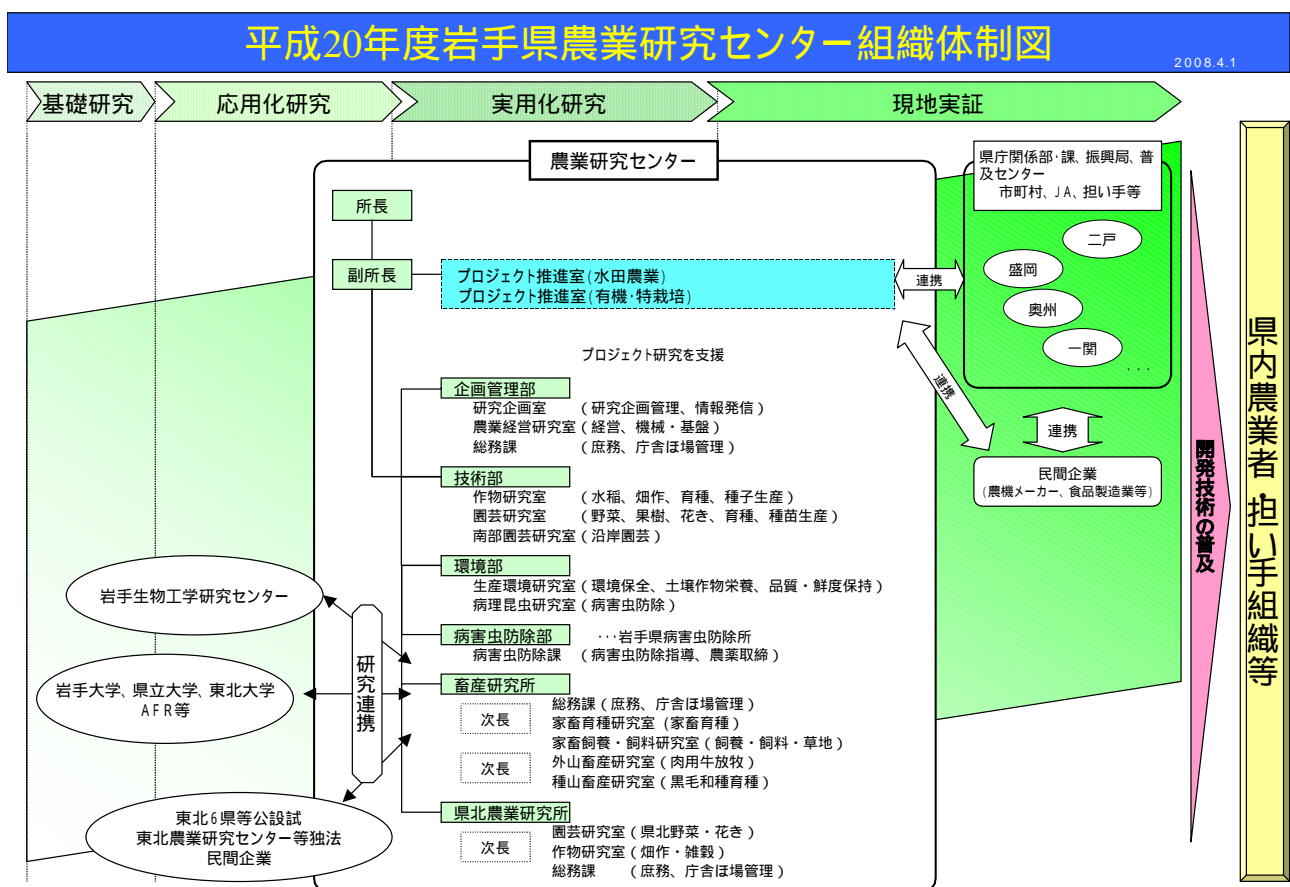 平成20年度岩手県農業研究センター組織体制図
2008.4.1
基礎研究
応用化研究
実用化研究
現地実証
農業研究センター
所長
副所長
プロジェクト推進室(水田農業)
プロジェクト推進室(有機・特栽培)
プロジェクト研究を支援
企画管理部
研究企画室 (研究企画管理、情報発信)
農業経営研究室(経営、機械・基盤)
総務課 (庶務、庁舎ほ場管理)
技術部
作物研究室 (水稲、畑作、育種、種子生産)
園芸研究室 (野菜、果樹、花き、育種、種苗生産)
南部園芸研究室(沿岸園芸)
環境部
生産環境研究室(環境保全、土壌作物栄養、品質・鮮度保持)
病理昆虫研究室(病害虫防除)
病害虫防除部 ・・・岩手県病害虫防除所
病害虫防除課 (病害虫防除指導、農薬取締)
畜産研究所
次長
総務課(庶務、庁舎ほ場管理)
家畜育種研究室(家畜育種)
家畜飼養・飼料研究室(飼養・飼料・草地)
次長
外山畜産研究室(肉用牛放牧)
種山畜産研究室(黒毛和種育種)
県北農業研究所
次長
園芸研究室(県北野菜・花き)
作物研究室(畑作・雑穀)
総務課 (庶務、庁舎ほ場管理)
研究連携
岩手生物工学研究センター
岩手大学、県立大学、東北大学
AFR等
東北6県等公設試
東北農業研究センター等独法
民間企業
連携
連携
連携
県庁関係部・課、振興局、普
及センター
市町村、JA、担い手等
二戸
盛岡
奥州
一関
・・・
民間企業
(農機メーカー、食品製造業等)
開発技術の普及
県内農業者・担い手組織等